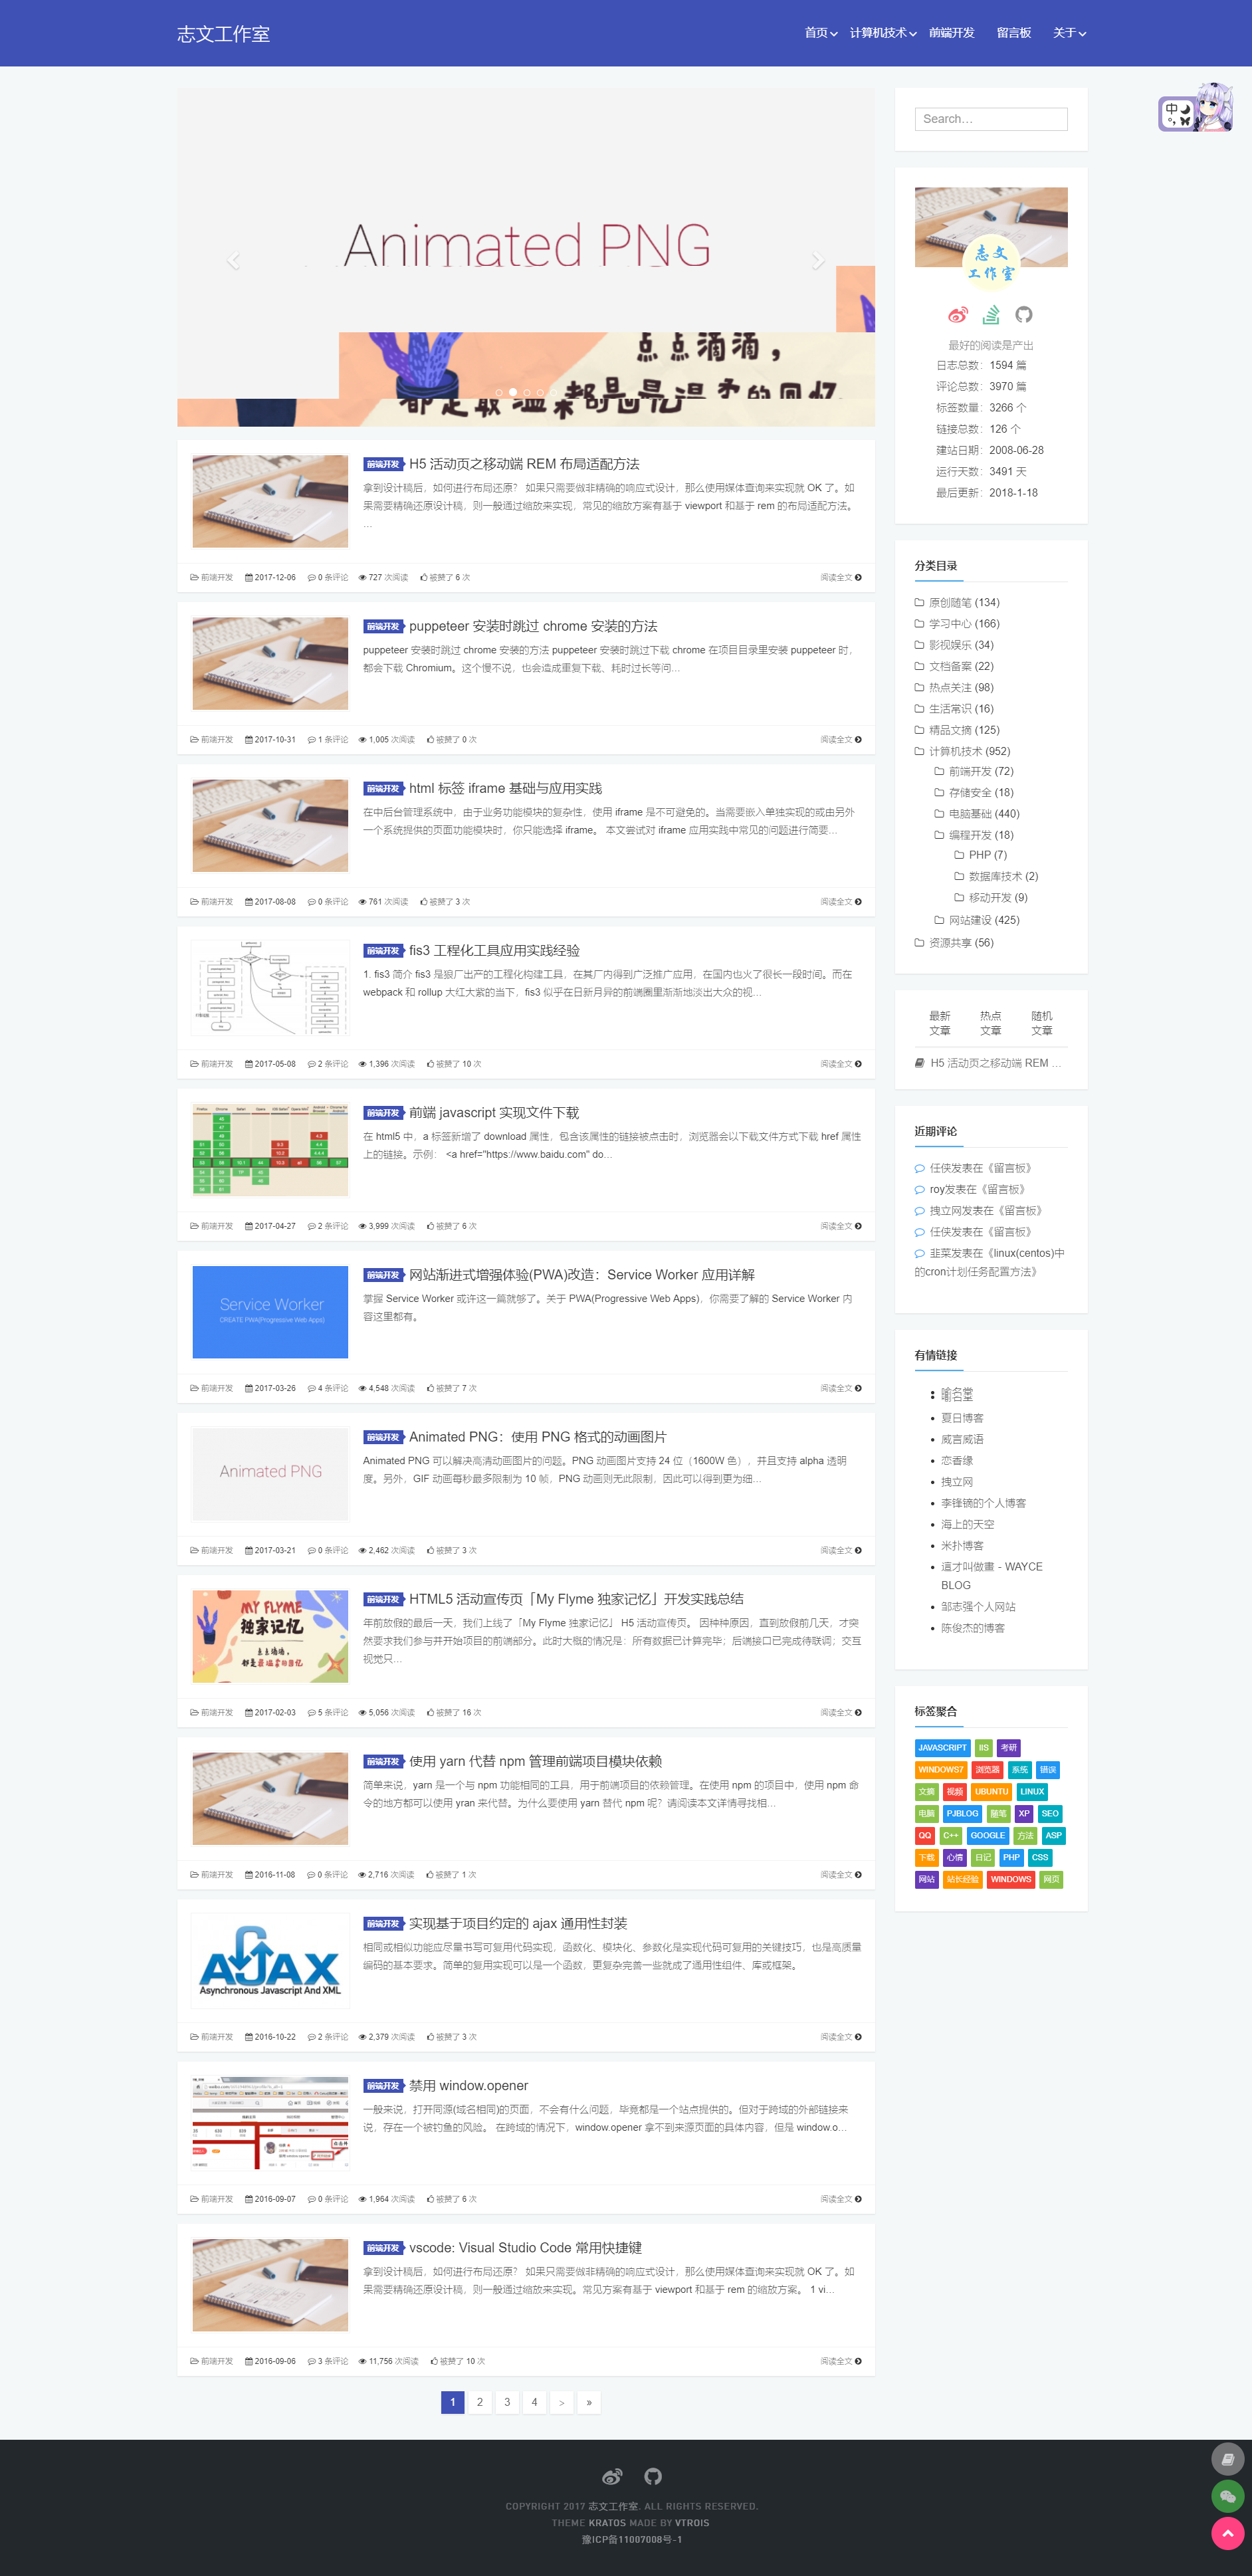 志文工作室
首页 计算机技术 前端开发 留言板 关于
Search...
中
Animated PNG
点点滴滴，
都是最温柔的回忆
志文
工作室
最好的阅读是产出
日志总数：1594 篇
评论总数：3970 篇
标签数量：3266 个
链接总数：126 个
建站日期：2008-06-28
运行天数：3491 天
最后更新：2018-1-18
前端开发 H5 活动页之移动端 REM 布局适配方法
拿到设计稿后，如何进行布局还原？ 如果只需要做非精确的响应式设计，那么使用媒体查询来实现就 OK 了。如
果需要精确还原设计稿，则一般通过缩放来实现，常见的缩放方案有基于 viewport 和基于 rem 的布局适配方法。
...
前端开发 2017-12-06 0 条评论 727 次阅读 被赞了 6 次 阅读全文
前端开发 puppeteer 安装时跳过 chrome 安装的方法
puppeteer 安装时跳过 chrome 安装的方法 puppeteer 安装时跳过下载 chrome 在项目目录里安装 puppeteer 时，
都会下载 Chromium。这个慢不说，也会造成重复下载、耗时过长等问...
前端开发 2017-10-31 1 条评论 1,005 次阅读 被赞了 0 次 阅读全文
前端开发 html 标签 iframe 基础与应用实践
在中后台管理系统中，由于业务功能模块的复杂性，使用 iframe 是不可避免的。当需要嵌入单独实现的或由另外
一个系统提供的页面功能模块时，你只能选择 iframe。 本文尝试对 iframe 应用实践中常见的问题进行简要...
前端开发 2017-08-08 0 条评论 761 次阅读 被赞了 3 次 阅读全文
前端开发 fis3 工程化工具应用实践经验
1. fis3 简介 fis3 是狼厂出产的工程化构建工具，在其厂内得到广泛推广应用，在国内也火了很长一段时间。而在
webpack 和 rollup 大红大紫的当下，fis3 似乎在日新月异的前端圈里渐渐地淡出大众的视...
前端开发 2017-05-08 2 条评论 1,396 次阅读 被赞了 10 次 阅读全文
前端开发 前端 javascript 实现文件下载
在 html5 中，a 标签新增了 download 属性，包含该属性的链接被点击时，浏览器会以下载文件方式下载 href 属性
上的链接。示例： <a href="https://www.baidu.com" do...
前端开发 2017-04-27 2 条评论 3,999 次阅读 被赞了 6 次 阅读全文
Service Worker
CREATE PWA(Progressive Web Apps)
前端开发 网站渐进式增强体验(PWA)改造：Service Worker 应用详解
掌握 Service Worker 或许这一篇就够了。关于 PWA(Progressive Web Apps)，你需要了解的 Service Worker 内
容这里都有。
前端开发 2017-03-26 4 条评论 4,548 次阅读 被赞了 7 次 阅读全文
Animated PNG
前端开发 Animated PNG：使用 PNG 格式的动画图片
Animated PNG 可以解决高清动画图片的问题。PNG 动画图片支持 24 位（1600W 色），并且支持 alpha 透明
度。另外，GIF 动画每秒最多限制为 10 帧，PNG 动画则无此限制，因此可以得到更为细...
前端开发 2017-03-21 0 条评论 2,462 次阅读 被赞了 3 次 阅读全文
MY FLYME
独家记忆
点点滴滴，
都是最温柔的回忆
前端开发 HTML5 活动宣传页「My Flyme 独家记忆」开发实践总结
年前放假的最后一天，我们上线了「My Flyme 独家记忆」 H5 活动宣传页。 因种种原因，直到放假前几天，才突
然要求我们参与并开始项目的前端部分。此时大概的情况是：所有数据已计算完毕；后端接口已完成待联调；交互
视觉只...
前端开发 2017-02-03 5 条评论 5,056 次阅读 被赞了 16 次 阅读全文
前端开发 使用 yarn 代替 npm 管理前端项目模块依赖
简单来说，yarn 是一个与 npm 功能相同的工具，用于前端项目的依赖管理。在使用 npm 的项目中，使用 npm 命
令的地方都可以使用 yran 来代替。为什么要使用 yarn 替代 npm 呢？请阅读本文详情寻找相...
前端开发 2016-11-08 0 条评论 2,716 次阅读 被赞了 1 次 阅读全文
AJAX
Asynchronous Javascript And XML
前端开发 实现基于项目约定的 ajax 通用性封装
相同或相似功能应尽量书写可复用代码实现，函数化、模块化、参数化是实现代码可复用的关键技巧，也是高质量
编码的基本要求。简单的复用实现可以是一个函数，更复杂完善一些就成了通用性组件、库或框架。
前端开发 2016-10-22 2 条评论 2,379 次阅读 被赞了 3 次 阅读全文
前端开发 禁用 window.opener
一般来说，打开同源(域名相同)的页面，不会有什么问题，毕竟都是一个站点提供的。但对于跨域的外部链接来
说，存在一个被钓鱼的风险。 在跨域的情况下，window.opener 拿不到来源页面的具体内容，但是 window.o...
前端开发 2016-09-07 0 条评论 1,964 次阅读 被赞了 6 次 阅读全文
前端开发 vscode: Visual Studio Code 常用快捷键
拿到设计稿后，如何进行布局还原？ 如果只需要做非精确的响应式设计，那么使用媒体查询来实现就 OK 了。如
果需要精确还原设计稿，则一般通过缩放来实现。常见方案有基于 viewport 和基于 rem 的缩放方案。 1 vi...
前端开发 2016-09-06 3 条评论 11,756 次阅读 被赞了 10 次 阅读全文
1 2 3 4 > »
分类目录
原创随笔 (134)
学习中心 (166)
影视娱乐 (34)
文档备案 (22)
热点关注 (98)
生活常识 (16)
精品文摘 (125)
计算机技术 (952)
前端开发 (72)
存储安全 (18)
电脑基础 (440)
编程开发 (18)
PHP (7)
数据库技术 (2)
移动开发 (9)
网站建设 (425)
资源共享 (56)
最新 热点 随机
文章 文章 文章
H5 活动页之移动端 REM ...
近期评论
任侠发表在《留言板》
roy发表在《留言板》
拽立网发表在《留言板》
任侠发表在《留言板》
韭菜发表在《linux(centos)中
的cron计划任务配置方法》
有情链接
夏日博客
威言威语
恋香缘
拽立网
李锋镝的个人博客
海上的天空
米扑博客
這才叫做畫 - WAYCE
BLOG
邹志强个人网站
陈俊杰的博客
标签聚合
JAVASCRIPT IIS 考研
WINDOWS7 浏览器 系统 错误
文摘 视频 UBUNTU LINUX
电脑 PJBLOG 随笔 XP SEO
QQ C++ GOOGLE 方法 ASP
下载 心情 日记 PHP CSS
网站 站长经验 WINDOWS 网页
COPYRIGHT 2017 志文工作室. ALL RIGHTS RESERVED.
THEME KRATOS MADE BY VTROIS
豫ICP备11007008号-1